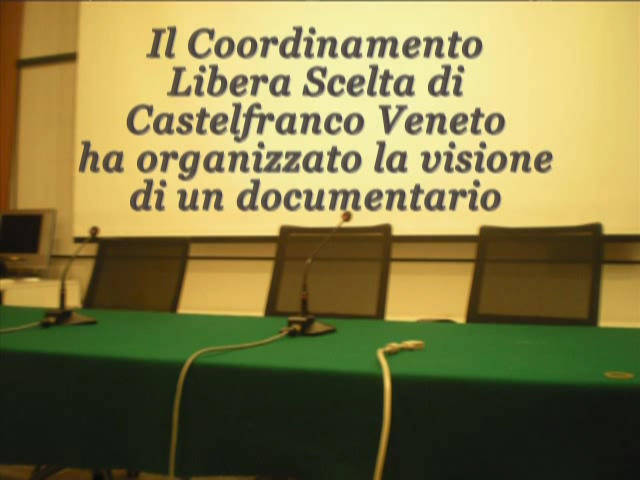 Il Coordinamento
Libera Scelta di
Castelfranco Veneto
ha organizzato la visione
di un documentario